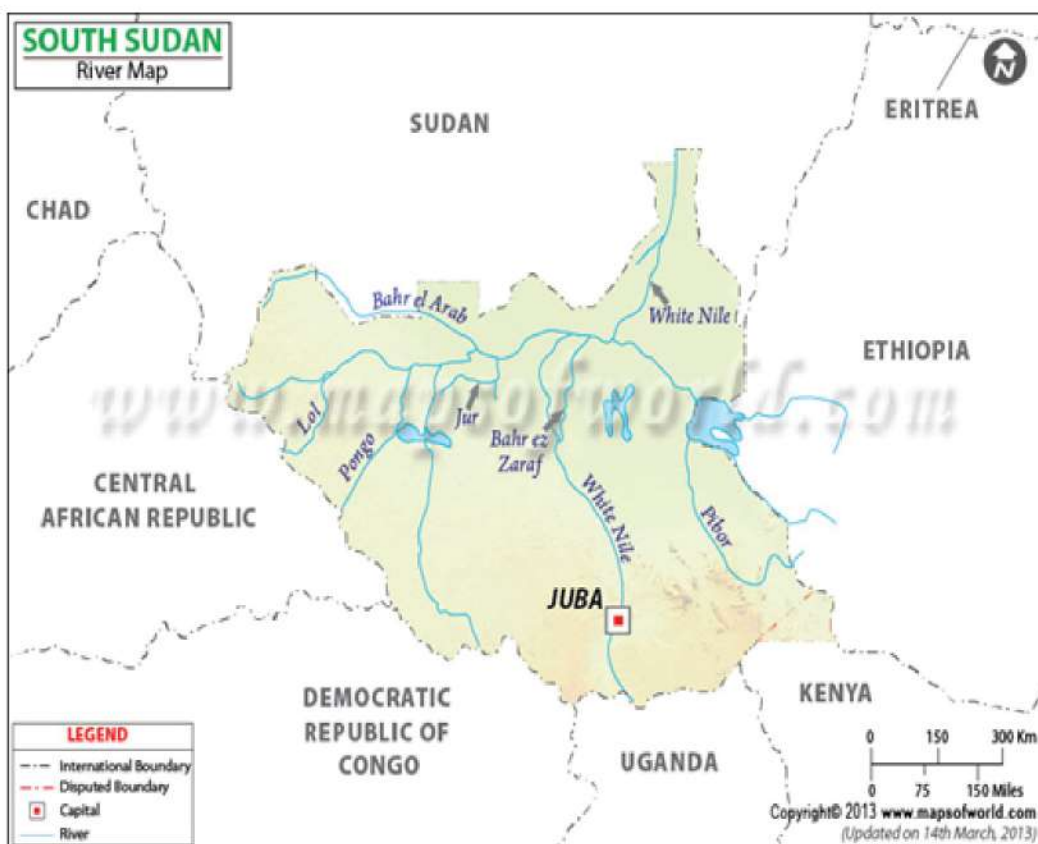 SOUTH SUDAN
River Map
N
ERITREA
SUDAN
CHAD
Bahr el Arab
White Nile
ETHIOPIA
www.mapsofworld.com
Lol
Jur
Pongo
Bahr ez
Zaraf
CENTRAL
AFRICAN REPUBLIC
White Nile
Pibor
JUBA
DEMOCRATIC
REPUBLIC OF
CONGO
KENYA
UGANDA
LEGEND
International Boundary
Disputed Boundary
Capital
River
0 150 300 Km
0 75 150 Miles
Copyright© 2013 www.mapsofworld.com
(Updated on 14th March, 2013)